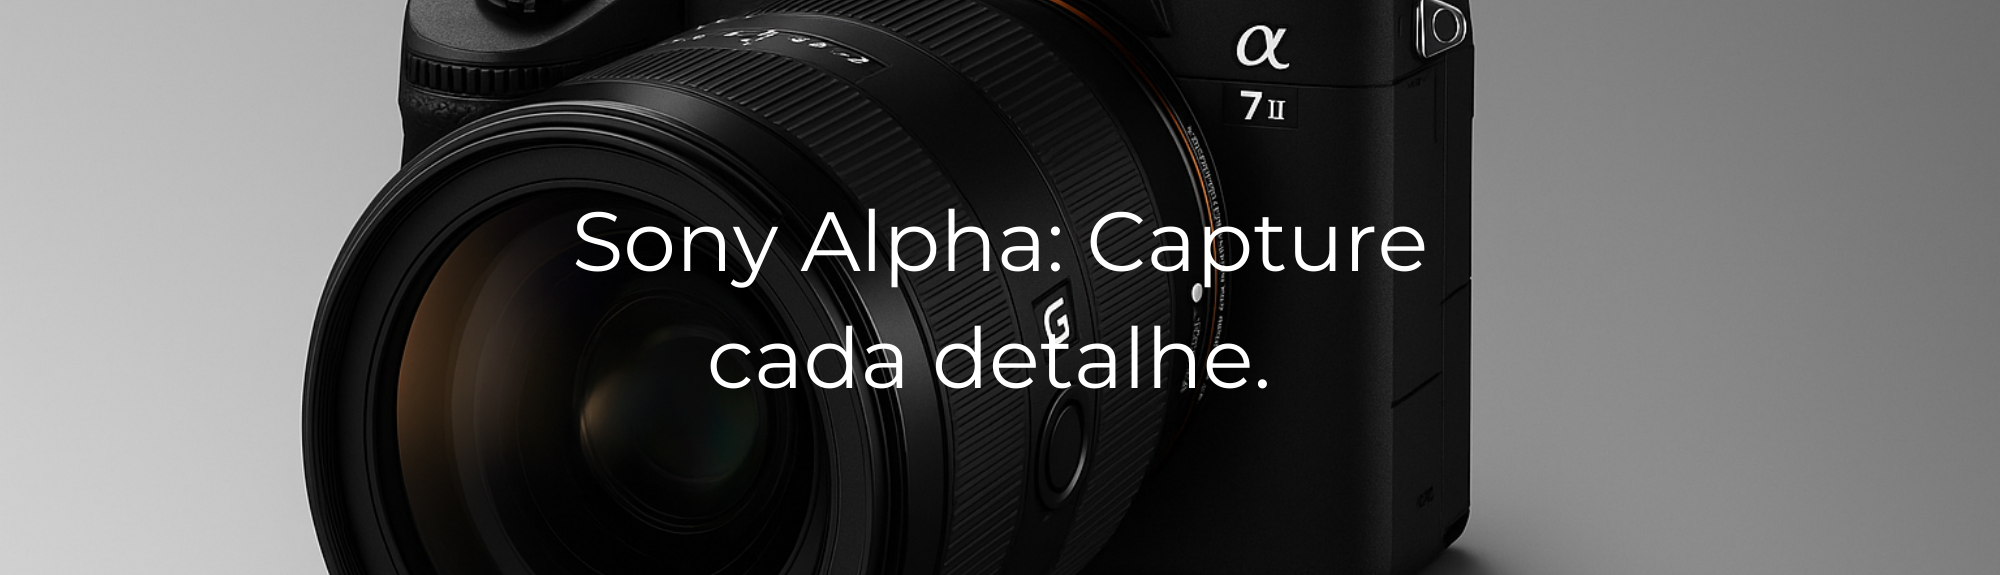 α
7 II
Sony Alpha: Capture
G
cada detalhe.